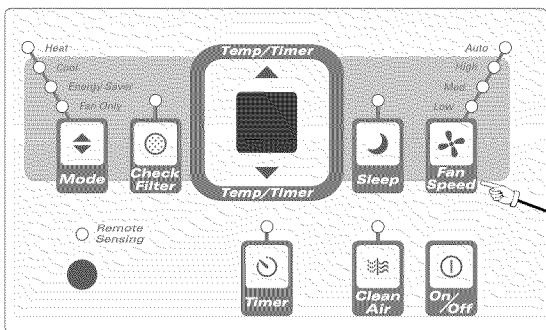 Temp/Timer
Heat
Cool
Energy Saver
Fan Only
Auto
High
Med
Low
Mode
Check
Filter
Sleep
Fan
Speed
Temp/Timer
Remote
Sensing
Timer
Clean
Air
On/
/Off